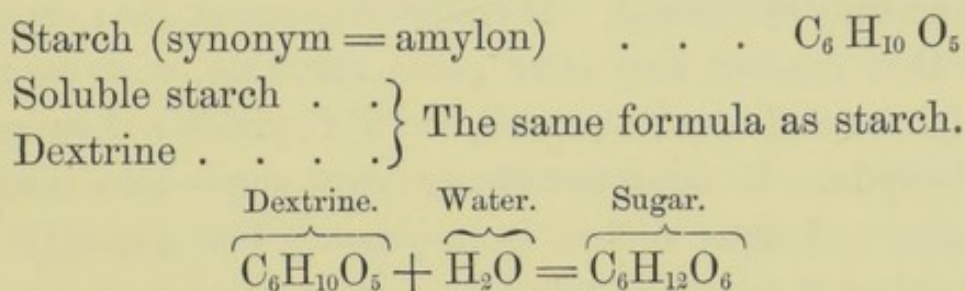 Starch (synonym = amylon) . . . C₆ H₁₀ O₅
Soluble starch . . } The same formula as starch.
Dextrine . . . . }
Dextrine. Water. Sugar.
C₆H₁₀O₅ + H₂O = C₆H₁₂O₆